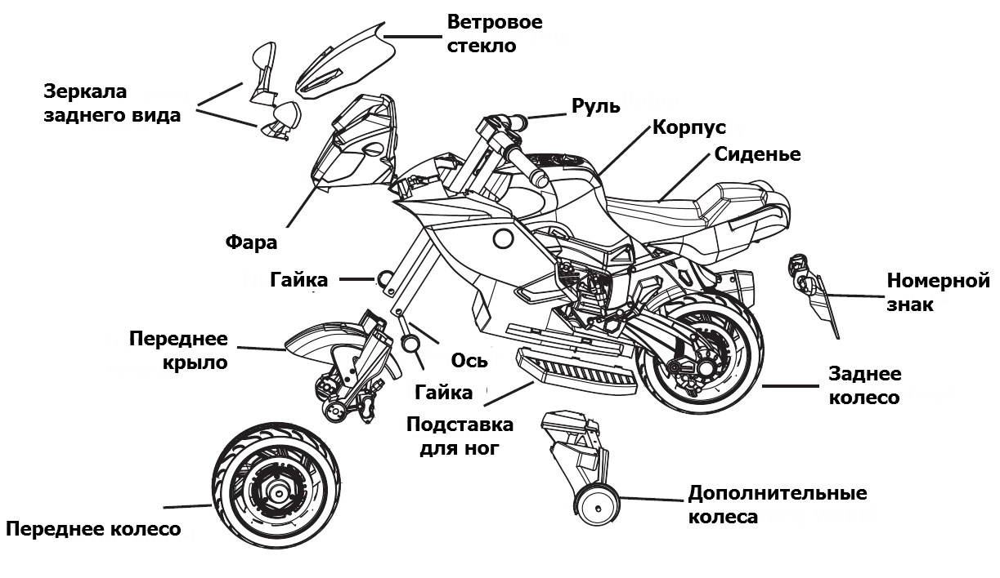 Ветровое
стекло
Зеркала
заднего вида
Руль
Корпус
Сиденье
Фара
Гайка
Номерной
знак
Переднее
крыло
Ось
Гайка
Заднее
колесо
Подставка
для ног
Дополнительные
колеса
Переднее колесо